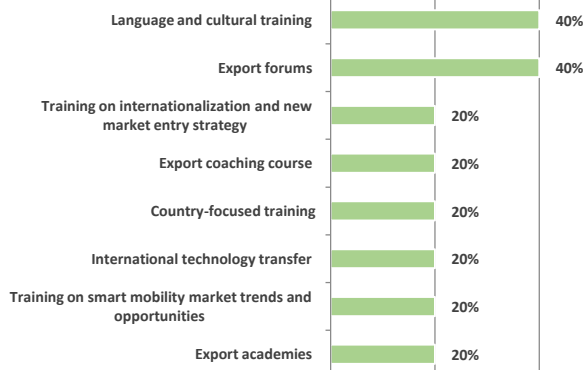 Language and cultural training 40%
Export forums 40%
Training on internationalization and new
market entry strategy 20%
Export coaching course 20%
Country-focused training 20%
International technology transfer 20%
Training on smart mobility market trends and
opportunities 20%
Export academies 20%